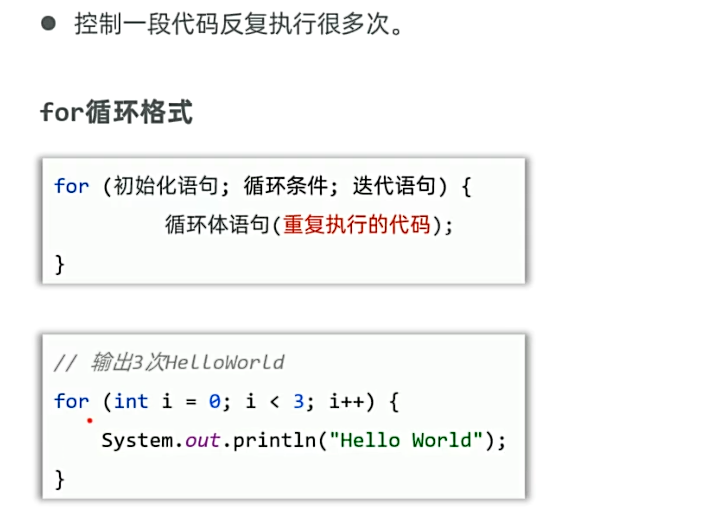 ● 控制一段代码反复执行很多次。
for循环格式
for (初始化语句; 循环条件; 迭代语句) {
循环体语句(重复执行的代码);
}
// 输出3次HelloWorld
for (int i = 0; i < 3; i++) {
System.out.println("Hello World");
}